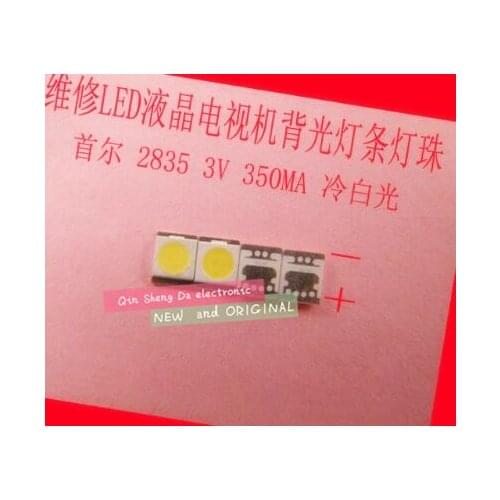 维修LED液晶电视机背光灯条灯珠
首尔 2835 3V 350MA 冷白光
−
+
Qin Sheng Da electronic
NEW and ORIGINAL